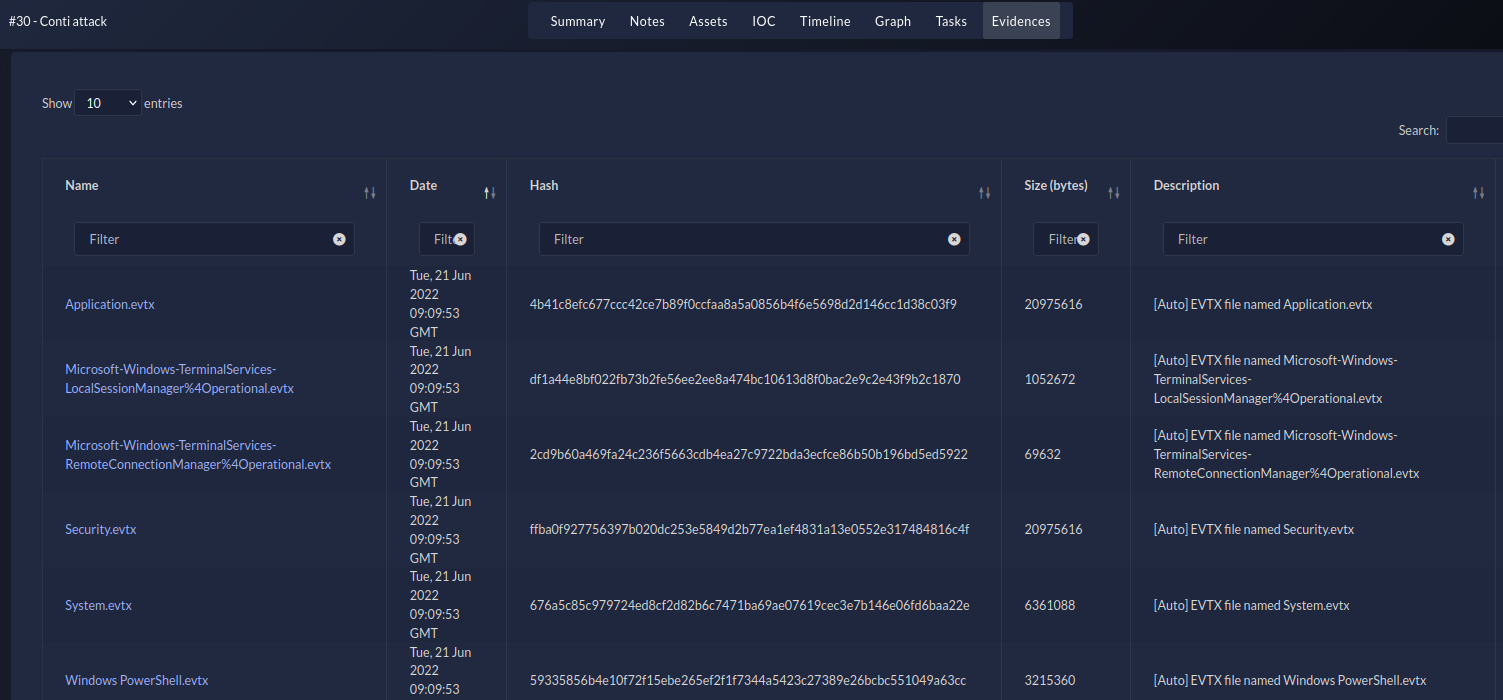 #30 - Conti attack
Summary Notes Assets IOC Timeline Graph Tasks Evidences
Show 10 entries
Search:
Name Date Hash Size (bytes) Description
Filter Filt Filter Filter Filter
Tue, 21 Jun
2022
Application.evtx 09:09:53 4b41c8efc677ccc42ce7b89f0ccfaa8a5a0856b4f6e5698d2d146cc1d38c03f9 20975616 [Auto] EVTX file named Application.evtx
GMT
Tue, 21 Jun
Microsoft-Windows-TerminalServices- 2022 [Auto] EVTX file named Microsoft-Windows-
LocalSessionManager%4Operational.evtx 09:09:53 df1a44e8bf022fb73b2fe56ee2ee8a474bc10613d8f0bac2e9c2e43f9b2c1870 1052672 TerminalServices-
GMT LocalSessionManager%4Operational.evtx
Tue, 21 Jun
Microsoft-Windows-TerminalServices- 2022 [Auto] EVTX file named Microsoft-Windows-
RemoteConnectionManager%4Operational.evtx 09:09:53 2cd9b60a469fa24c236f5663cdb4ea27c9722bda3ecfce86b50b196bd5ed5922 69632 TerminalServices-
GMT RemoteConnectionManager%4Operational.evtx
Tue, 21 Jun
2022
Security.evtx 09:09:53 ffba0f927756397b020dc253e5849d2b77ea1ef4831a13e0552e317484816c4f 20975616 [Auto] EVTX file named Security.evtx
GMT
Tue, 21 Jun
2022
System.evtx 09:09:53 676a5c85c979724ed8cf2d82b6c7471ba69ae07619cec3e7b146e06fd6baa22e 6361088 [Auto] EVTX file named System.evtx
GMT
Tue, 21 Jun
2022
Windows PowerShell.evtx 09:09:53 59335856b4e10f72f15ebe265ef2f1f7344a5423c27389e26bcbc551049a63cc 3215360 [Auto] EVTX file named Windows PowerShell.evtx